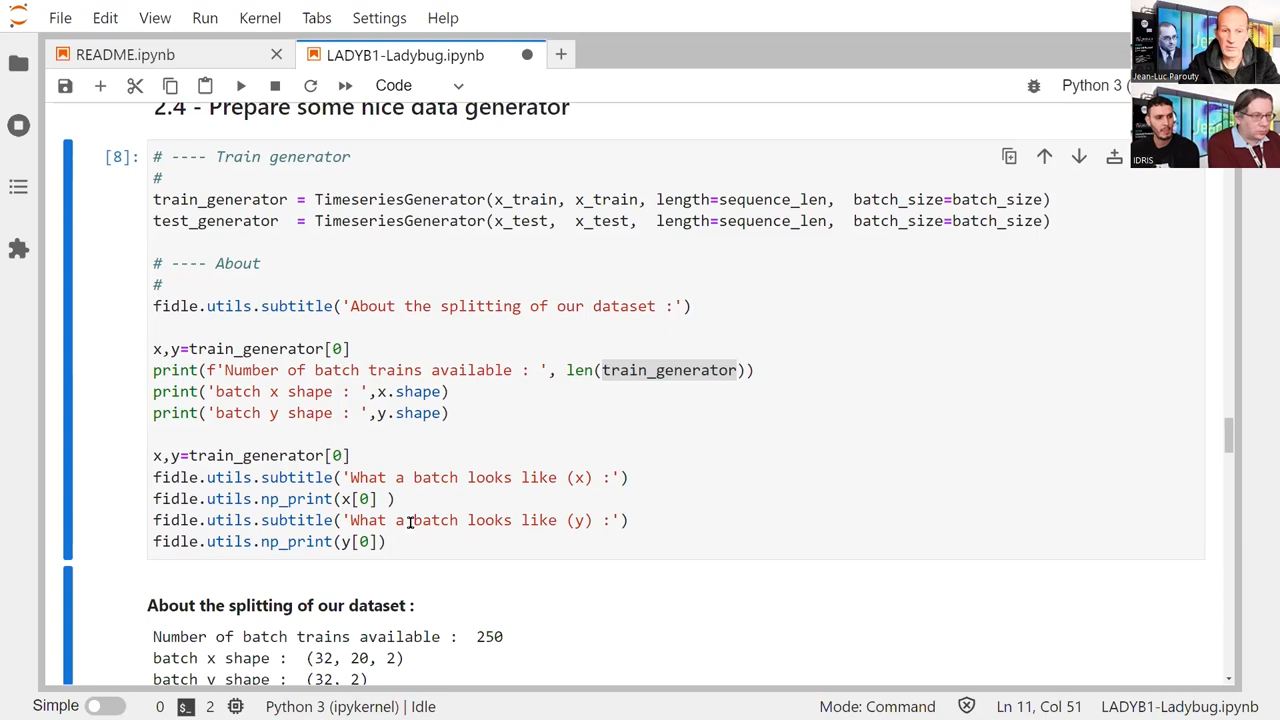 File Edit View Run Kernel Tabs Settings Help
README.ipynb
LADYB1-Ladybug.ipynb
Code
Python 3 (
2.4 - Prepare some nice data generator
[8]:
# ---- Train generator
#
train_generator = TimeseriesGenerator(x_train, x_train, length=sequence_len,  batch_size=batch_size)
test_generator  = TimeseriesGenerator(x_test,  x_test,  length=sequence_len,  batch_size=batch_size)
# ---- About
#
fidle.utils.subtitle('About the splitting of our dataset :')
x,y=train_generator[0]
print(f'Number of batch trains available : ', len(train_generator))
print('batch x shape : ',x.shape)
print('batch y shape : ',y.shape)
x,y=train_generator[0]
fidle.utils.subtitle('What a batch looks like (x) :')
fidle.utils.np_print(x[0] )
fidle.utils.subtitle('What a batch looks like (y) :')
fidle.utils.np_print(y[0])
About the splitting of our dataset :
Number of batch trains available :  250
batch x shape :  (32, 20, 2)
batch y shape :  (32, 2)
Simple 0 2 Python 3 (ipykernel) | Idle Mode: Command Ln 11, Col 51 LADYB1-Ladybug.ipynb
Jean-Luc Parouty
IDRIS